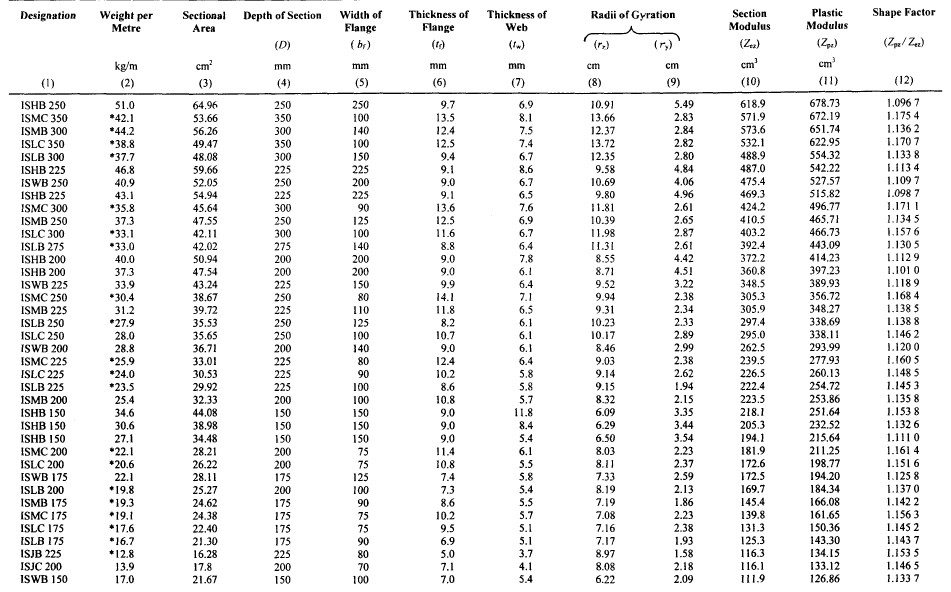 Designation Weight per Metre Sectional Area Depth of Section Width of Flange Thickness of Flange Thickness of Web Radii of Gyration Section Modulus Plastic Modulus Shape Factor
(D) (bf) (tf) (tw) (rz) (ry) (Zez) (Zpz) (Zpz/Zez)
kg/m cm² mm mm mm mm cm cm cm³ cm³
(1) (2) (3) (4) (5) (6) (7) (8) (9) (10) (11) (12)
ISHB 250 51.0 64.96 250 250 9.7 6.9 10.91 5.49 618.9 678.73 1.096 7
ISMC 350 *42.1 53.66 350 100 13.5 8.1 13.66 2.83 571.9 672.19 1.175 4
ISMB 300 *44.2 56.26 300 140 12.4 7.5 12.37 2.84 573.6 651.74 1.136 2
ISLC 350 *38.8 49.47 350 100 12.5 7.4 13.72 2.82 532.1 622.95 1.170 7
ISLB 300 *37.7 48.08 300 150 9.4 6.7 12.35 2.80 488.9 554.32 1.133 8
ISHB 225 46.8 59.66 225 225 9.1 8.6 9.58 4.84 487.0 542.22 1.113 4
ISWB 250 40.9 52.05 250 200 9.0 6.7 10.69 4.06 475.4 527.57 1.109 7
ISHB 225 43.1 54.94 225 225 9.1 6.5 9.80 4.96 469.3 515.82 1.098 7
ISMC 300 *35.8 45.64 300 90 13.6 7.6 11.81 2.61 424.2 496.77 1.171 1
ISMB 250 37.3 47.55 250 125 12.5 6.9 10.39 2.65 410.5 465.71 1.134 5
ISLC 300 *33.1 42.11 300 100 11.6 6.7 11.98 2.87 403.2 466.73 1.157 6
ISLB 275 *33.0 42.02 275 140 8.8 6.4 11.31 2.61 392.4 443.09 1.130 5
ISHB 200 40.0 50.94 200 200 9.0 7.8 8.55 4.42 372.2 414.23 1.112 9
ISHB 200 37.3 47.54 200 200 9.0 6.1 8.71 4.51 360.8 397.23 1.101 0
ISWB 225 33.9 43.24 225 150 9.9 6.4 9.52 3.22 348.5 389.93 1.118 9
ISMC 250 *30.4 38.67 250 80 14.1 7.1 9.94 2.38 305.3 356.72 1.168 4
ISMB 225 31.2 39.72 225 110 11.8 6.5 9.31 2.34 305.9 348.27 1.138 5
ISLB 250 *27.9 35.53 250 125 8.2 6.1 10.23 2.33 297.4 338.69 1.138 8
ISLC 250 28.0 35.65 250 100 10.7 6.1 10.17 2.89 295.0 338.11 1.146 2
ISWB 200 28.8 36.71 200 140 9.0 6.1 8.46 2.99 262.5 293.99 1.120 0
ISMC 225 *25.9 33.01 225 80 12.4 6.4 9.03 2.38 239.5 277.93 1.160 5
ISLC 225 *24.0 30.53 225 90 10.2 5.8 9.14 2.62 226.5 260.13 1.148 5
ISLB 225 *23.5 29.92 225 100 8.6 5.8 9.15 1.94 222.4 254.72 1.145 3
ISMB 200 25.4 32.33 200 100 10.8 5.7 8.32 2.15 223.5 253.86 1.135 8
ISHB 150 34.6 44.08 150 150 9.0 11.8 6.09 3.35 218.1 251.64 1.153 8
ISHB 150 30.6 38.98 150 150 9.0 8.4 6.29 3.44 205.3 232.52 1.132 6
ISHB 150 27.1 34.48 150 150 9.0 5.4 6.50 3.54 194.1 215.64 1.111 0
ISMC 200 *22.1 28.21 200 75 11.4 6.1 8.03 2.23 181.9 211.25 1.161 4
ISLC 200 *20.6 26.22 200 75 10.8 5.5 8.11 2.37 172.6 198.77 1.151 6
ISWB 175 22.1 28.11 175 125 7.4 5.8 7.33 2.59 172.5 194.20 1.125 8
ISLB 200 *19.8 25.27 200 100 7.3 5.4 8.19 2.13 169.7 184.34 1.137 0
ISMB 175 *19.3 24.62 175 90 8.6 5.5 7.19 1.86 145.4 166.08 1.142 2
ISMC 175 *19.1 24.38 175 75 10.2 5.7 7.08 2.23 139.8 161.65 1.156 3
ISLC 175 *17.6 22.40 175 75 9.5 5.1 7.16 2.38 131.3 150.36 1.145 2
ISLB 175 *16.7 21.30 175 90 6.9 5.1 7.17 1.93 125.3 143.30 1.143 7
ISJB 225 *12.8 16.28 225 80 5.0 3.7 8.97 1.58 116.3 134.15 1.153 5
ISJC 200 13.9 17.8 200 70 7.1 4.1 8.08 2.18 116.1 133.12 1.146 5
ISWB 150 17.0 21.67 150 100 7.0 5.4 6.22 2.09 111.9 126.86 1.133 7